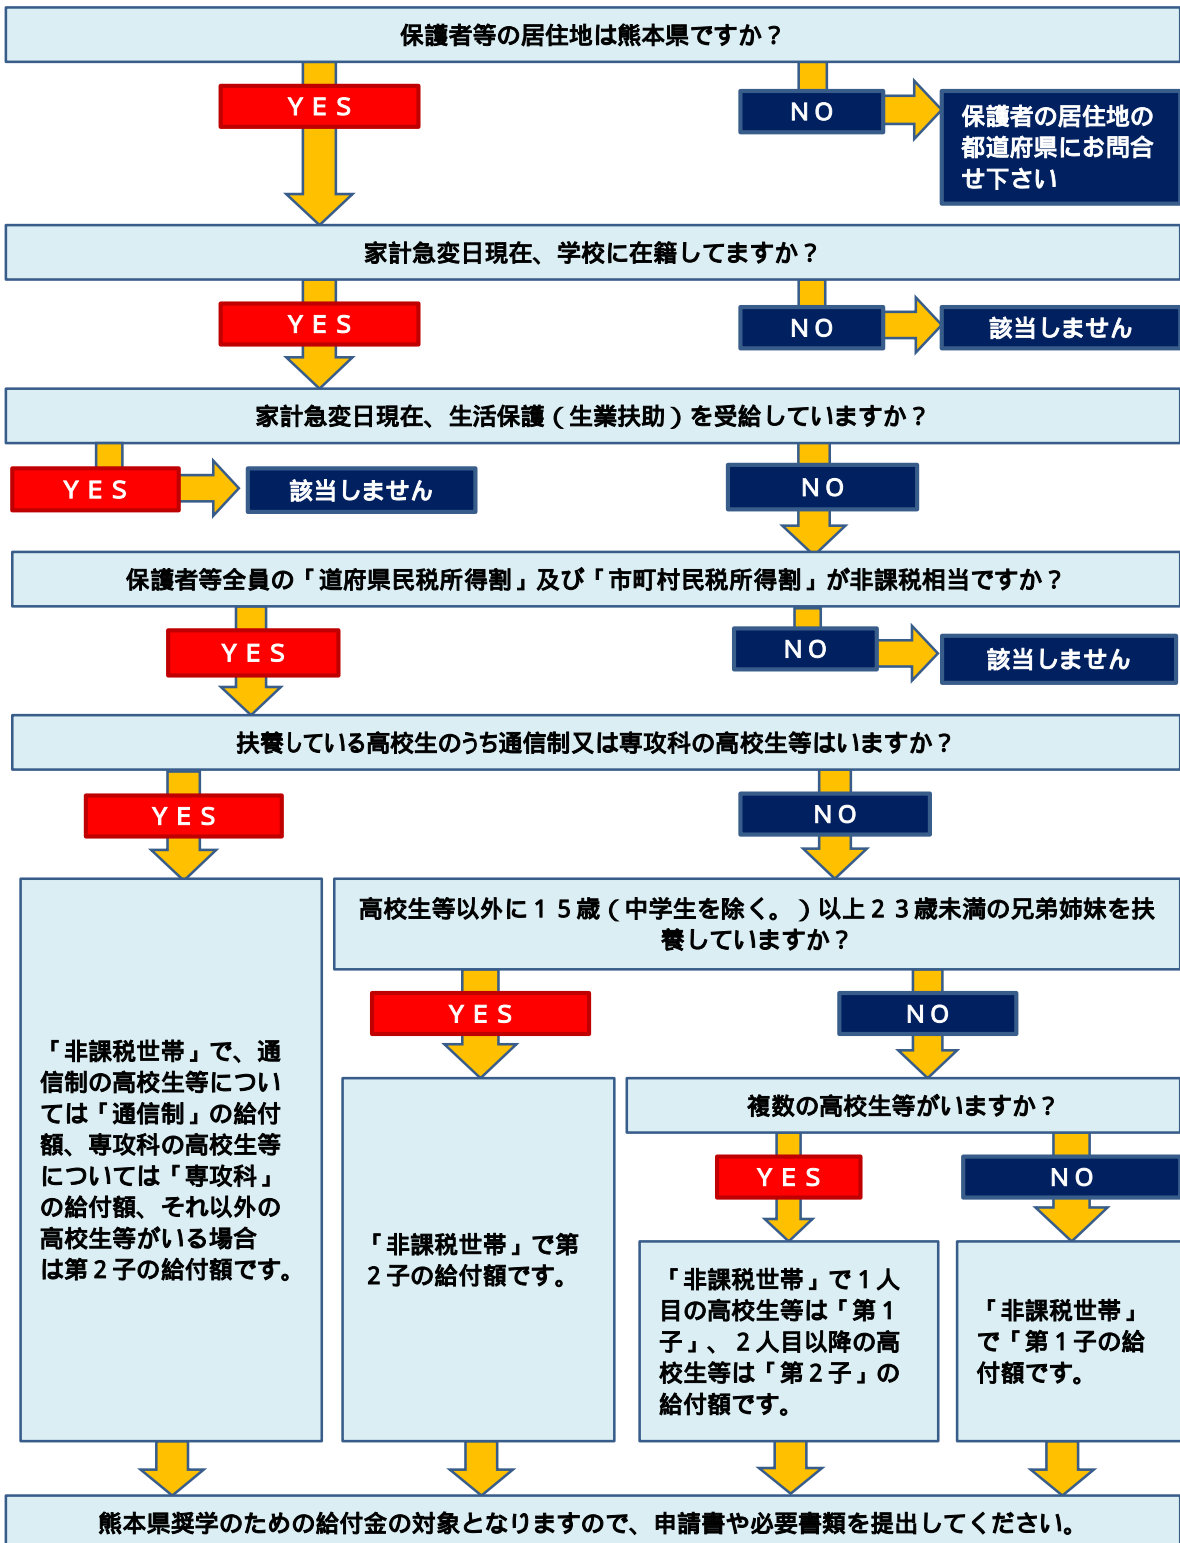 保護者等の居住地は熊本県ですか？
ＹＥＳ
ＮＯ
保護者の居住地の
都道府県にお問合
せ下さい
家計急変日現在、学校に在籍してますか？
ＹＥＳ
ＮＯ
該当しません
家計急変日現在、生活保護（生業扶助）を受給していますか？
ＹＥＳ
該当しません
ＮＯ
保護者等全員の「道府県民税所得割」及び「市町村民税所得割」が非課税相当ですか？
ＹＥＳ
ＮＯ
該当しません
扶養している高校生のうち通信制又は専攻科の高校生等はいますか？
ＹＥＳ
ＮＯ
「非課税世帯」で、通
信制の高校生等につい
ては「通信制」の給付
額、専攻科の高校生等
については「専攻科」
の給付額、それ以外の
高校生等がいる場合
は第２子の給付額です。
高校生等以外に１５歳（中学生を除く。）以上２３歳未満の兄弟姉妹を扶
養していますか？
ＹＥＳ
ＮＯ
「非課税世帯」で第
２子の給付額です。
複数の高校生等がいますか？
ＹＥＳ
ＮＯ
「非課税世帯」で１人
目の高校生等は「第１
子」、２人目以降の高
校生等は「第２子」の
給付額です。
「非課税世帯」
で「第１子の給
付額です。
熊本県奨学のための給付金の対象となりますので、申請書や必要書類を提出してください。